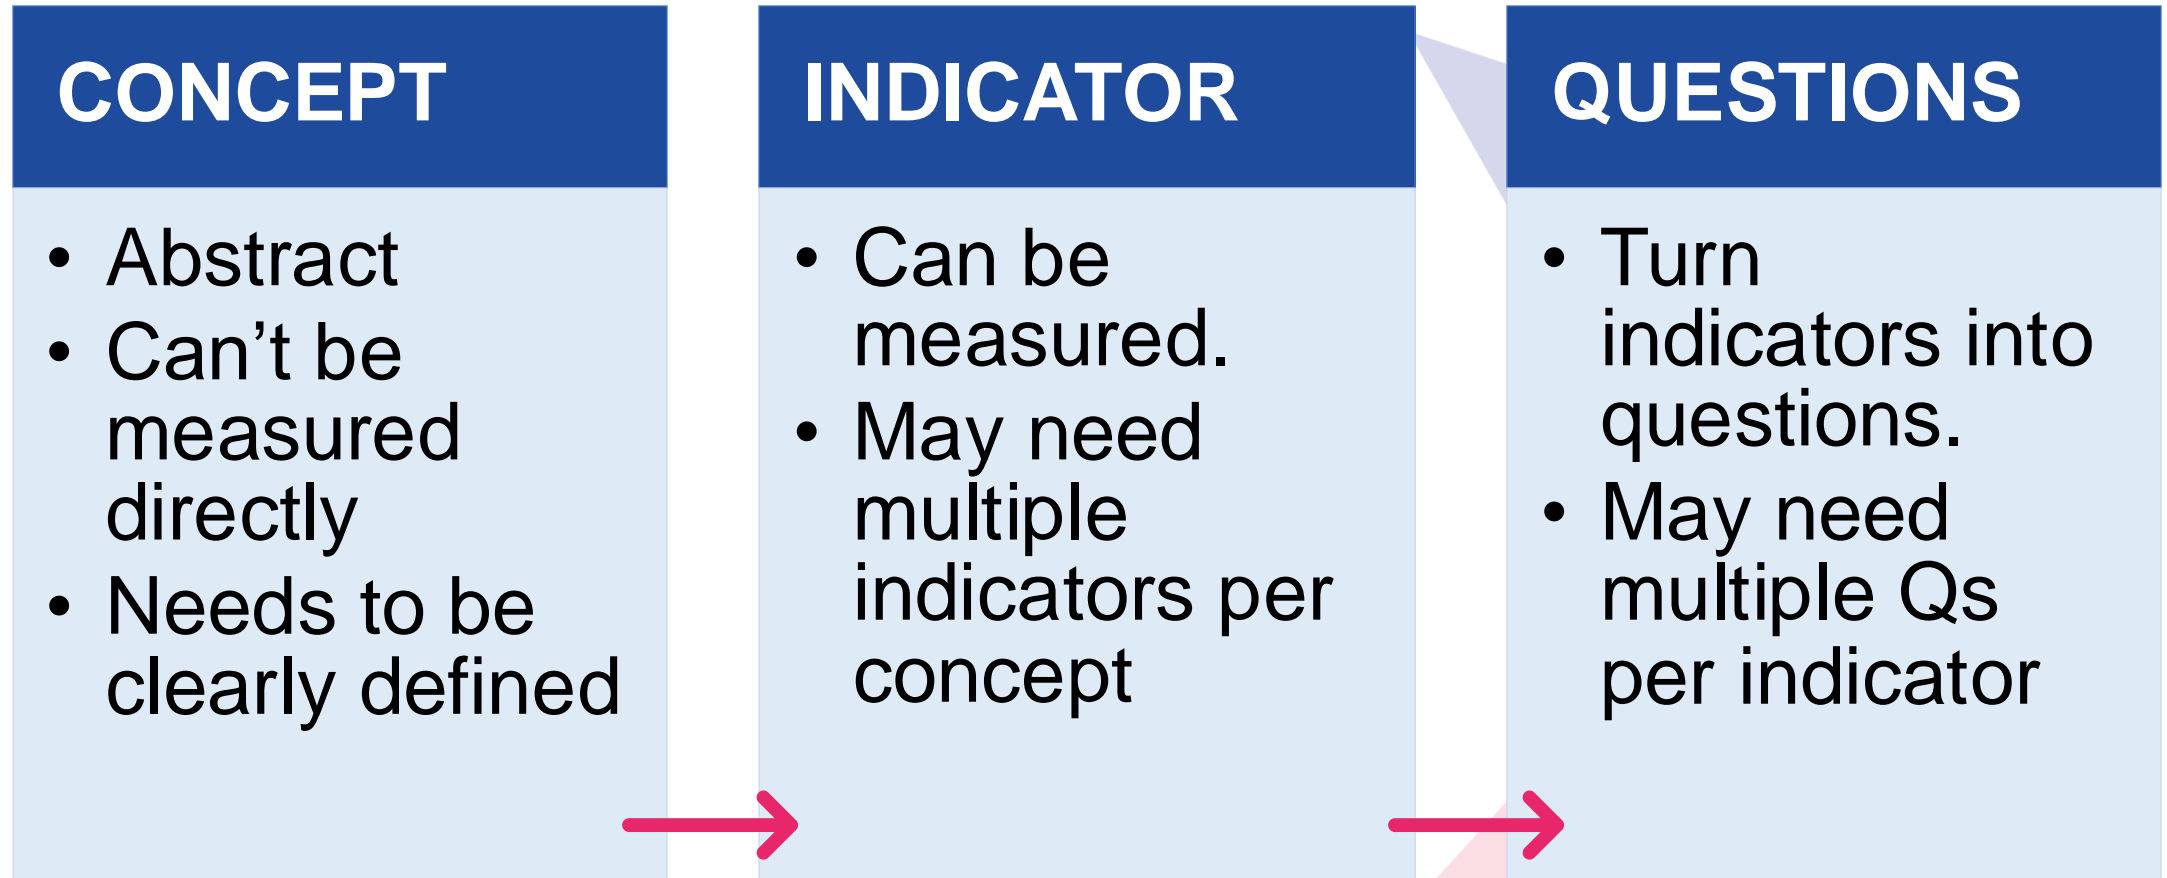 CONCEPT
• Abstract
• Can’t be
measured
directly
• Needs to be
clearly defined
INDICATOR
• Can be
measured.
• May need
multiple
indicators per
concept
QUESTIONS
• Turn
indicators into
questions.
• May need
multiple Qs
per indicator